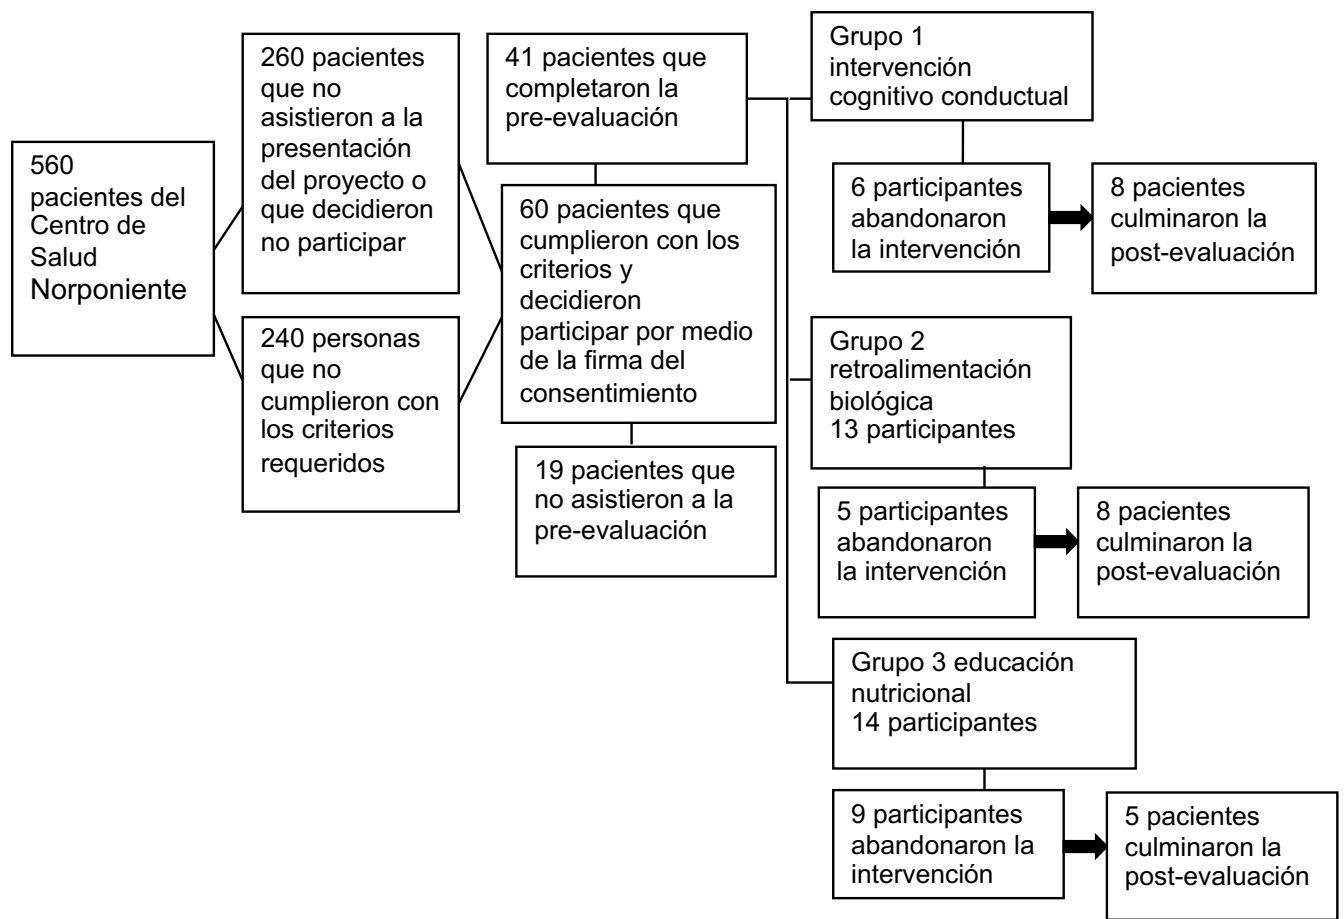 560
pacientes del
Centro de
Salud
Norponiente
260 pacientes
que no
asistieron a la
presentación
del proyecto o
que decidieron
no participar
240 personas
que no
cumplieron con
los criterios
requeridos
41 pacientes que
completaron la
pre-evaluación
60 pacientes que
cumplieron con los
criterios y
decidieron
participar por medio
de la firma del
consentimiento
19 pacientes que
no asistieron a la
pre-evaluación
Grupo 1
intervención
cognitivo conductual
6 participantes
abandonaron
la intervención
8 pacientes
culminaron la
post-evaluación
Grupo 2
retroalimentación
biológica
13 participantes
5 participantes
abandonaron
la intervención
8 pacientes
culminaron la
post-evaluación
Grupo 3 educación
nutricional
14 participantes
9 participantes
abandonaron la
intervención
5 pacientes
culminaron la
post-evaluación